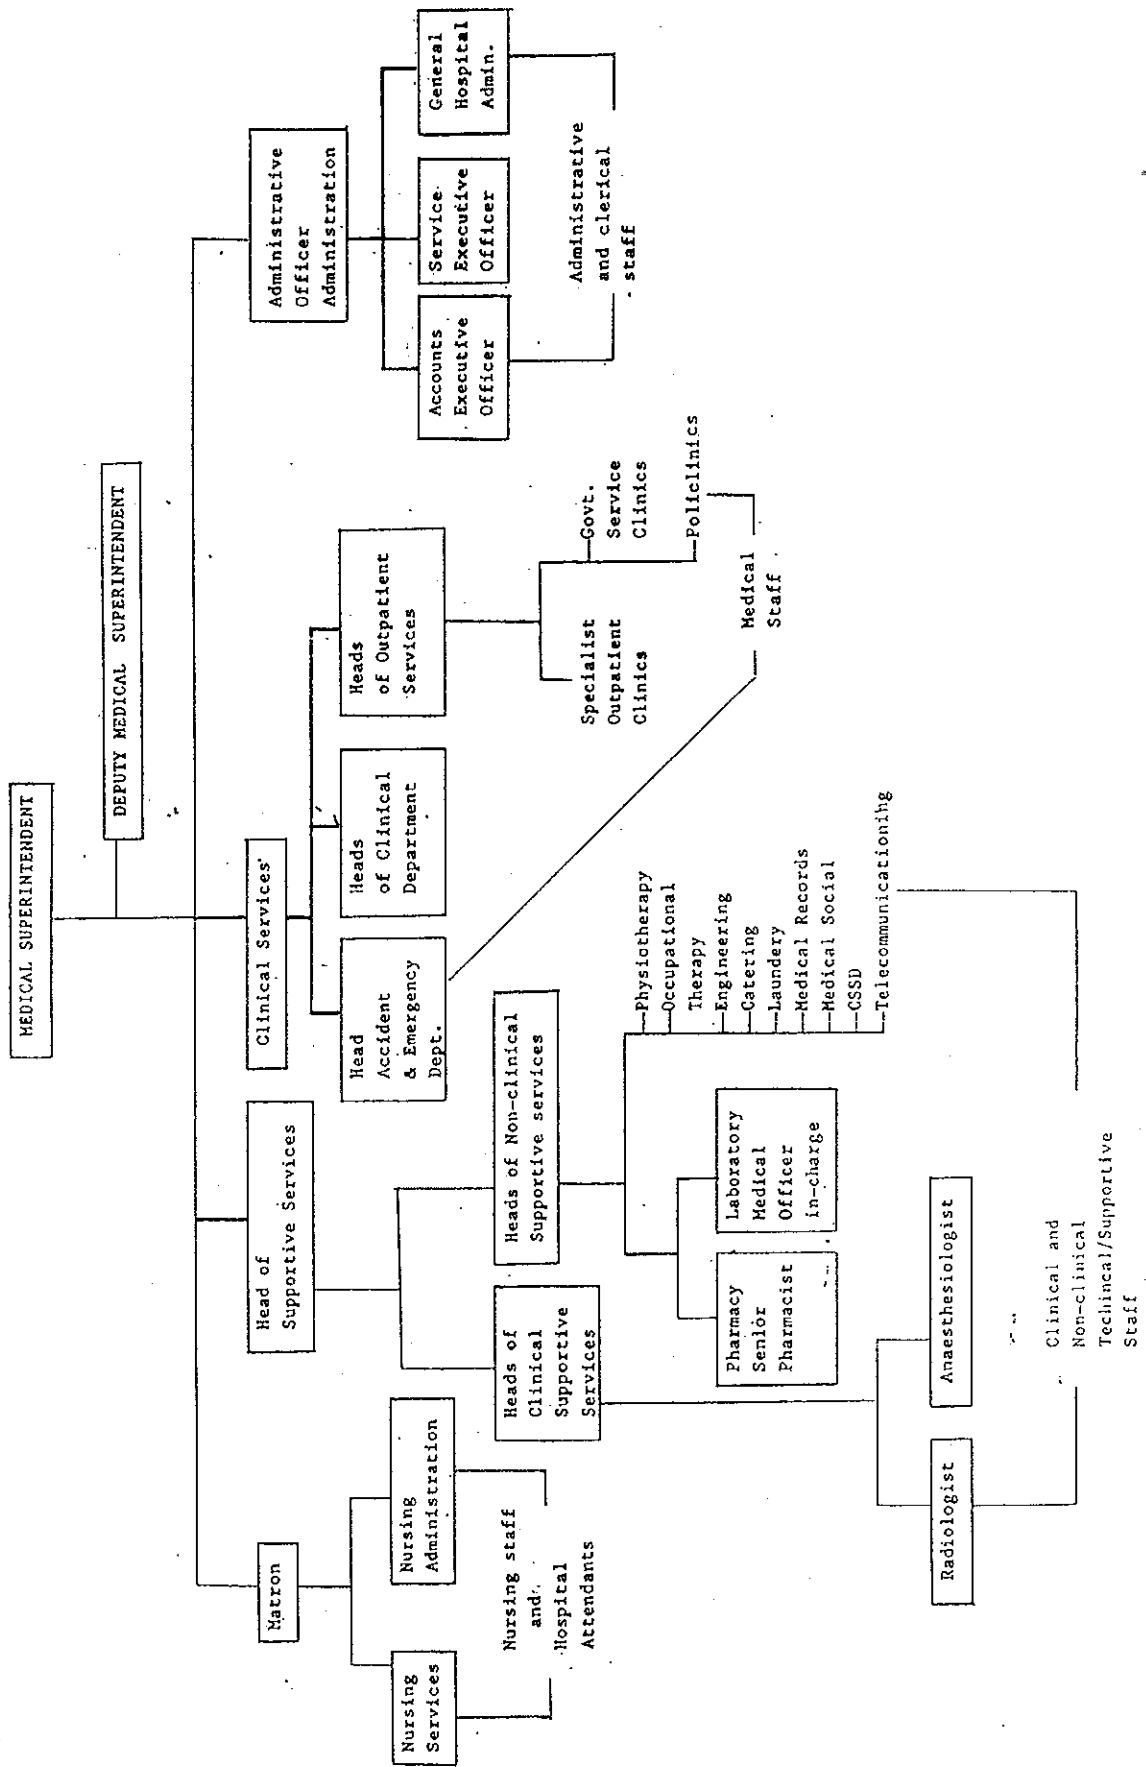 MEDICAL SUPERINTENDENT
DEPUTY MEDICAL SUPERINTENDENT
Matron
Head of
Supportive Services
Clinical Services
Administrative
Officer
Administration
Nursing
Services
Nursing
Administration
Nursing staff
and
Hospital
Attendants
Heads of
Clinical
Supportive
Services
Heads of Non-clinical
Supportive services
Head
Accident
& Emergency
Dept.
Heads
of Clinical
Department
Heads
of Outpatient
Services
Accounts
Executive
Officer
Service
Executive
Officer
General
Hospital
Admin.
Administrative
and clerical
staff
Specialist
Outpatient
Clinics
Govt.
Service
Clinics
Policlinics
Medical
Staff
Pharmacy
Senior
Pharmacist
Laboratory
Medical
Officer
in-charge
Physiotherapy
Occupational
Therapy
Engineering
Catering
Laundery
Medical Records
Medical Social
CSSD
Telecommunicationihg
Radiologist
Anaesthesiologist
Clinical and
Non-clinical
Techincal/Supportive
Staff